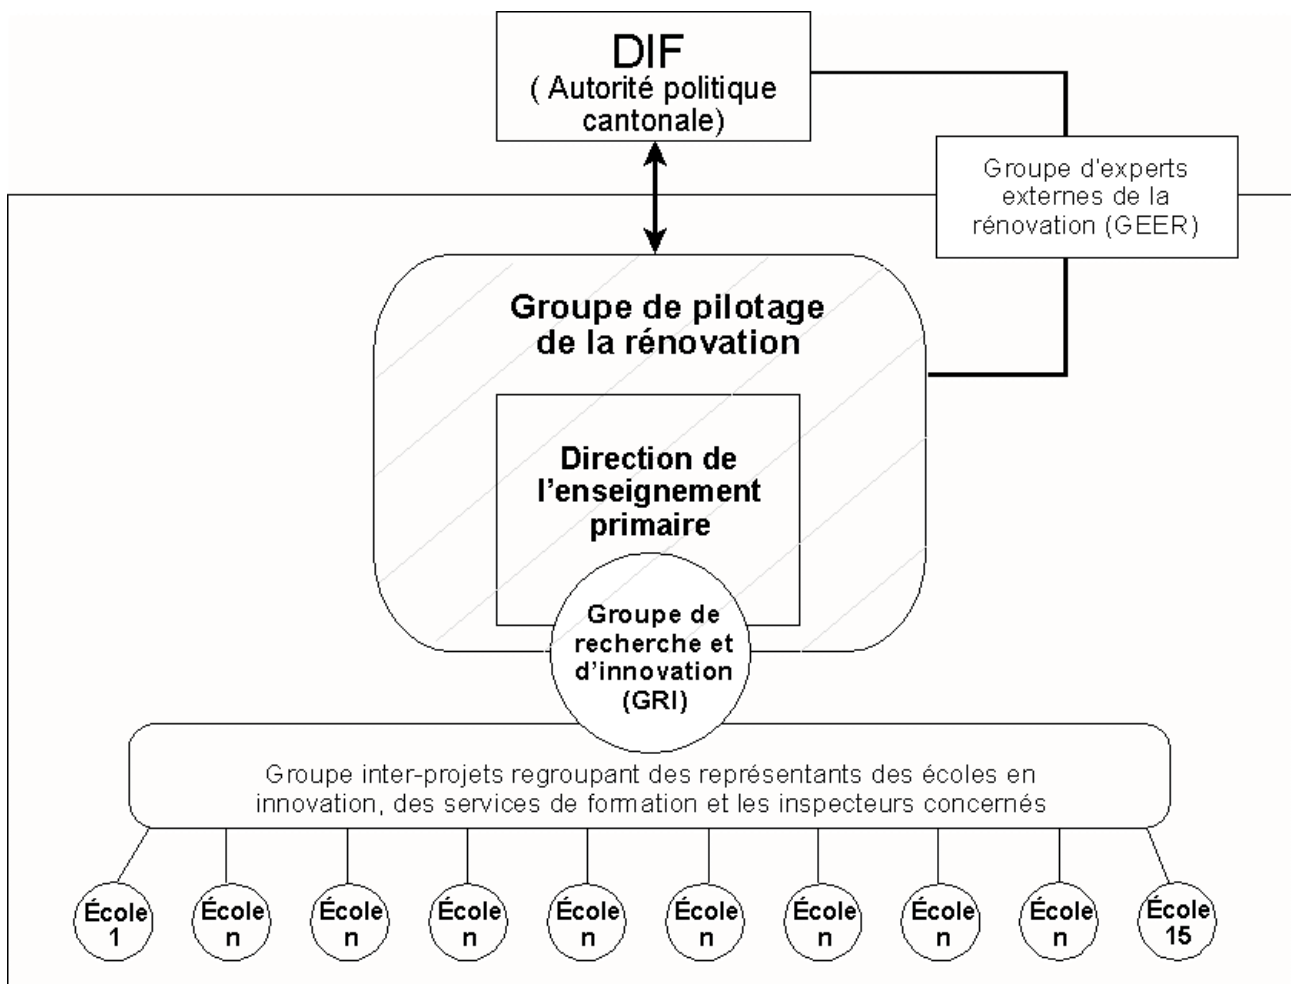 DIF
( Autorité politique
cantonale)
Groupe d'experts
externes de la
rénovation (GEER)
Groupe de pilotage
de la rénovation
Direction de
l'enseignement
primaire
Groupe de
recherche et
d'innovation
(GRI)
Groupe inter-projets regroupant des représentants des écoles en
innovation, des services de formation et les inspecteurs concernés
École
1
École
n
École
n
École
n
École
n
École
n
École
n
École
n
École
n
École
15